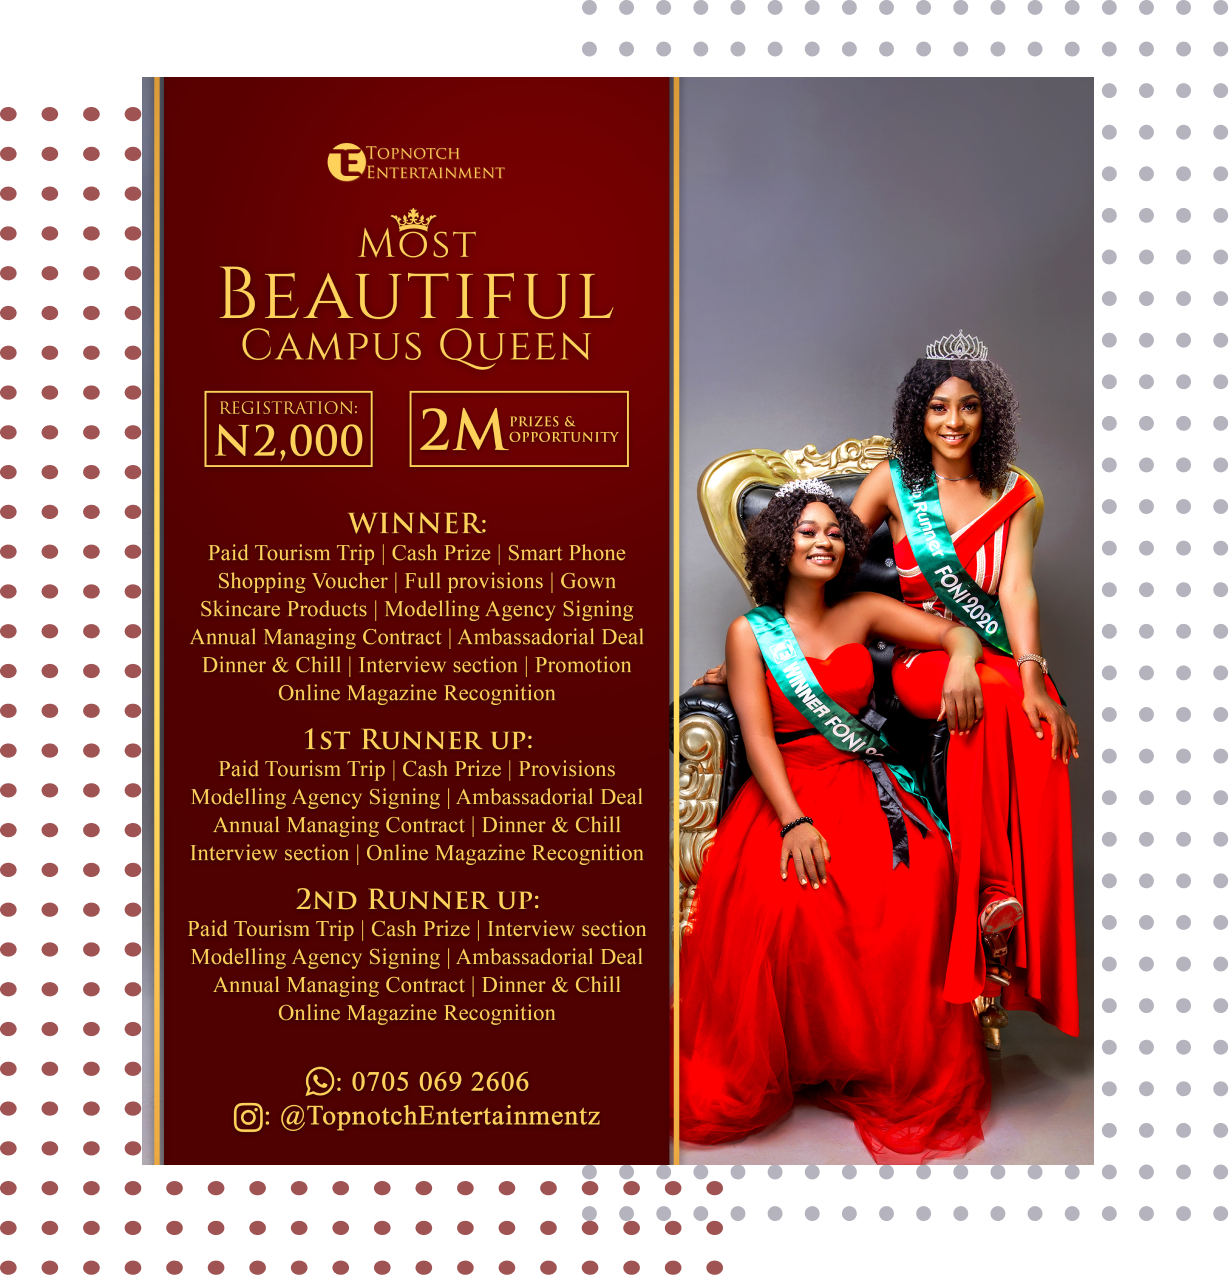 TOPNOTCH
ENTERTAINMENT
MOST
BEAUTIFUL
CAMPUS QUEEN
REGISTRATION:
N2,000
2M PRIZES &
OPPORTUNITY
WINNER:
Paid Tourism Trip | Cash Prize | Smart Phone
Shopping Voucher | Full provisions | Gown
Skincare Products | Modelling Agency Signing
Annual Managing Contract | Ambassadorial Deal
Dinner & Chill | Interview section | Promotion
Online Magazine Recognition
1ST RUNNER UP:
Paid Tourism Trip | Cash Prize | Provisions
Modelling Agency Signing | Ambassadorial Deal
Annual Managing Contract | Dinner & Chill
Interview section | Online Magazine Recognition
2ND RUNNER UP:
Paid Tourism Trip | Cash Prize | Interview section
Modelling Agency Signing | Ambassadorial Deal
Annual Managing Contract | Dinner & Chill
Online Magazine Recognition
: 0705 069 2606
: @TopnotchEntertainmentz
Runner FONI 2020
WINNER FONI